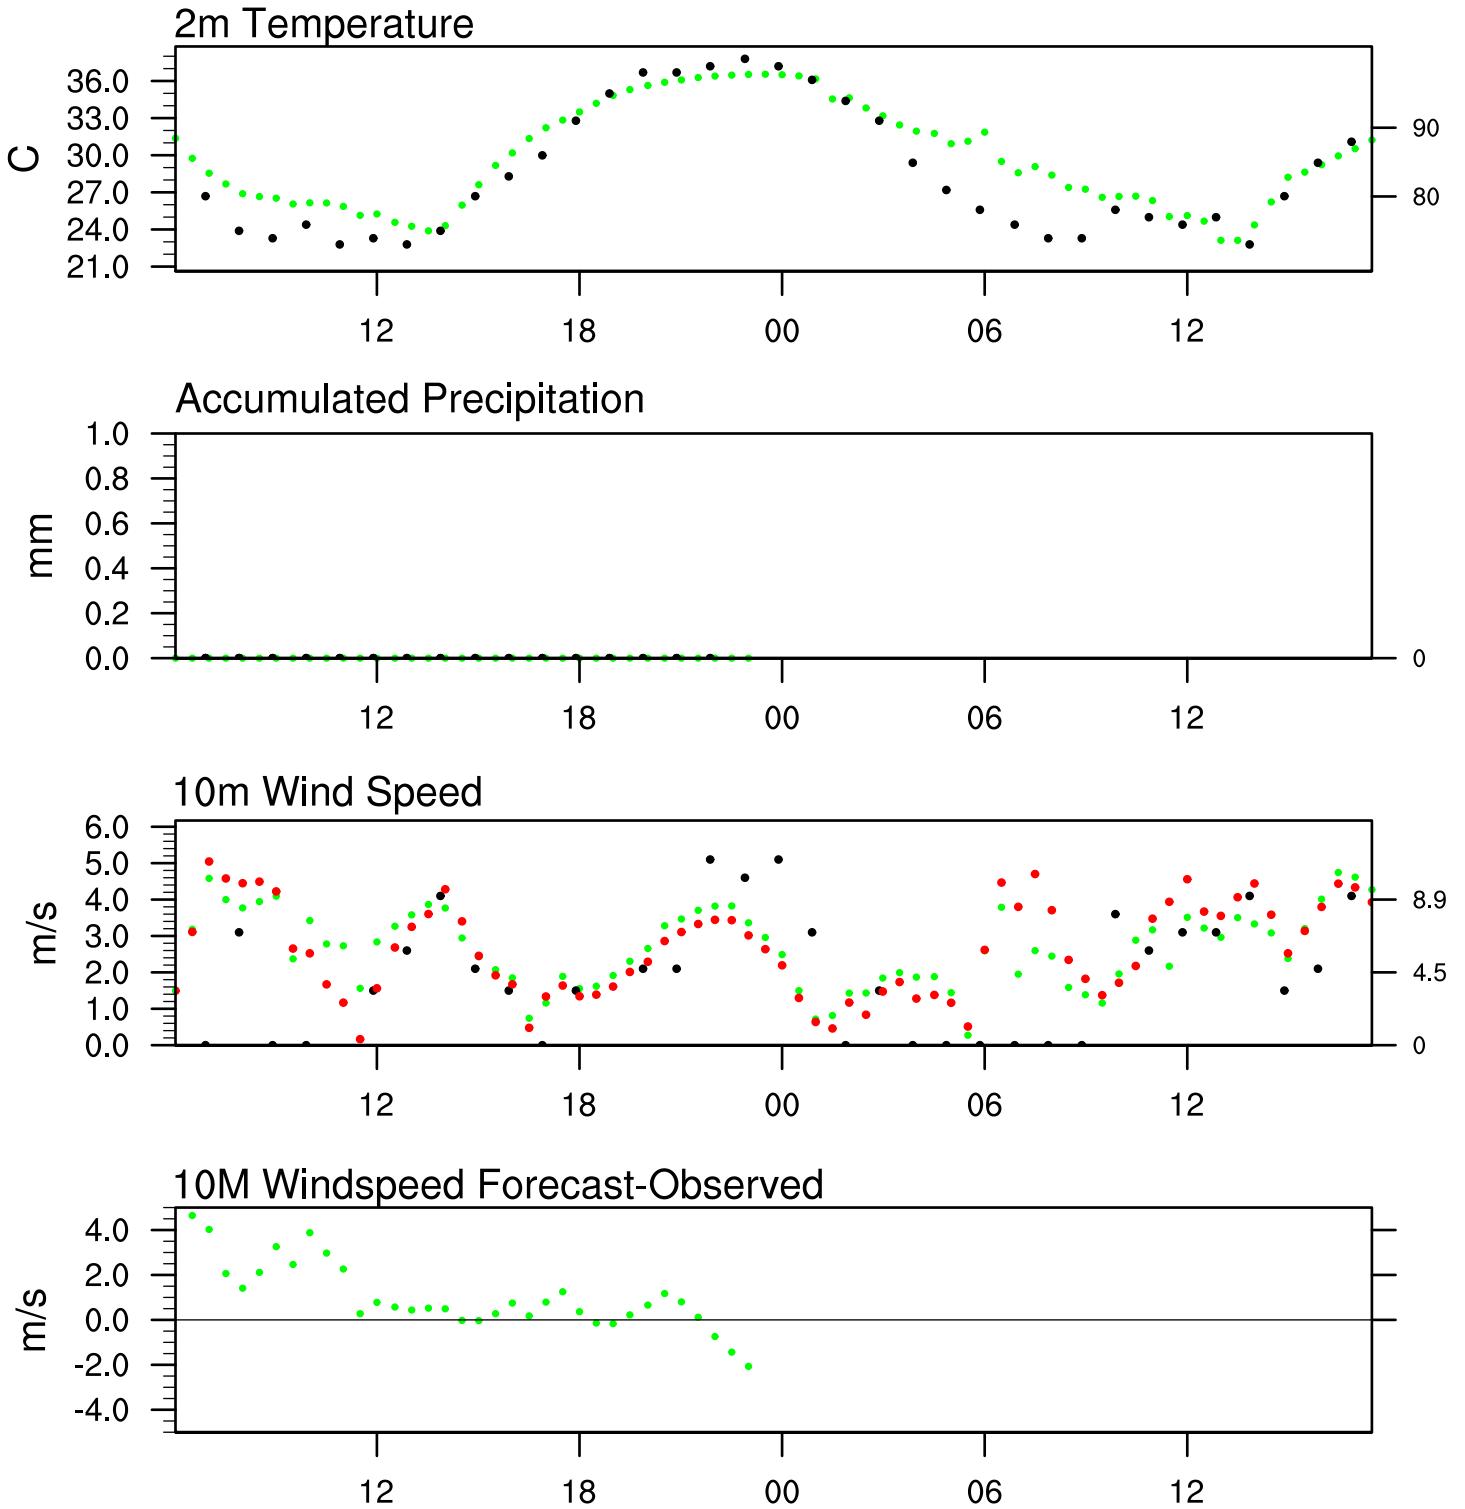 2m Temperature
36.0
33.0
30.0
27.0
24.0
21.0
C
90
80
12 18 00 06 12
Accumulated Precipitation
1.0
0.8
0.6
0.4
0.2
0.0
mm
0
12 18 00 06 12
10m Wind Speed
6.0
5.0
4.0
3.0
2.0
1.0
0.0
m/s
8.9
4.5
0
12 18 00 06 12
10M Windspeed Forecast-Observed
4.0
2.0
0.0
-2.0
-4.0
m/s
12 18 00 06 12